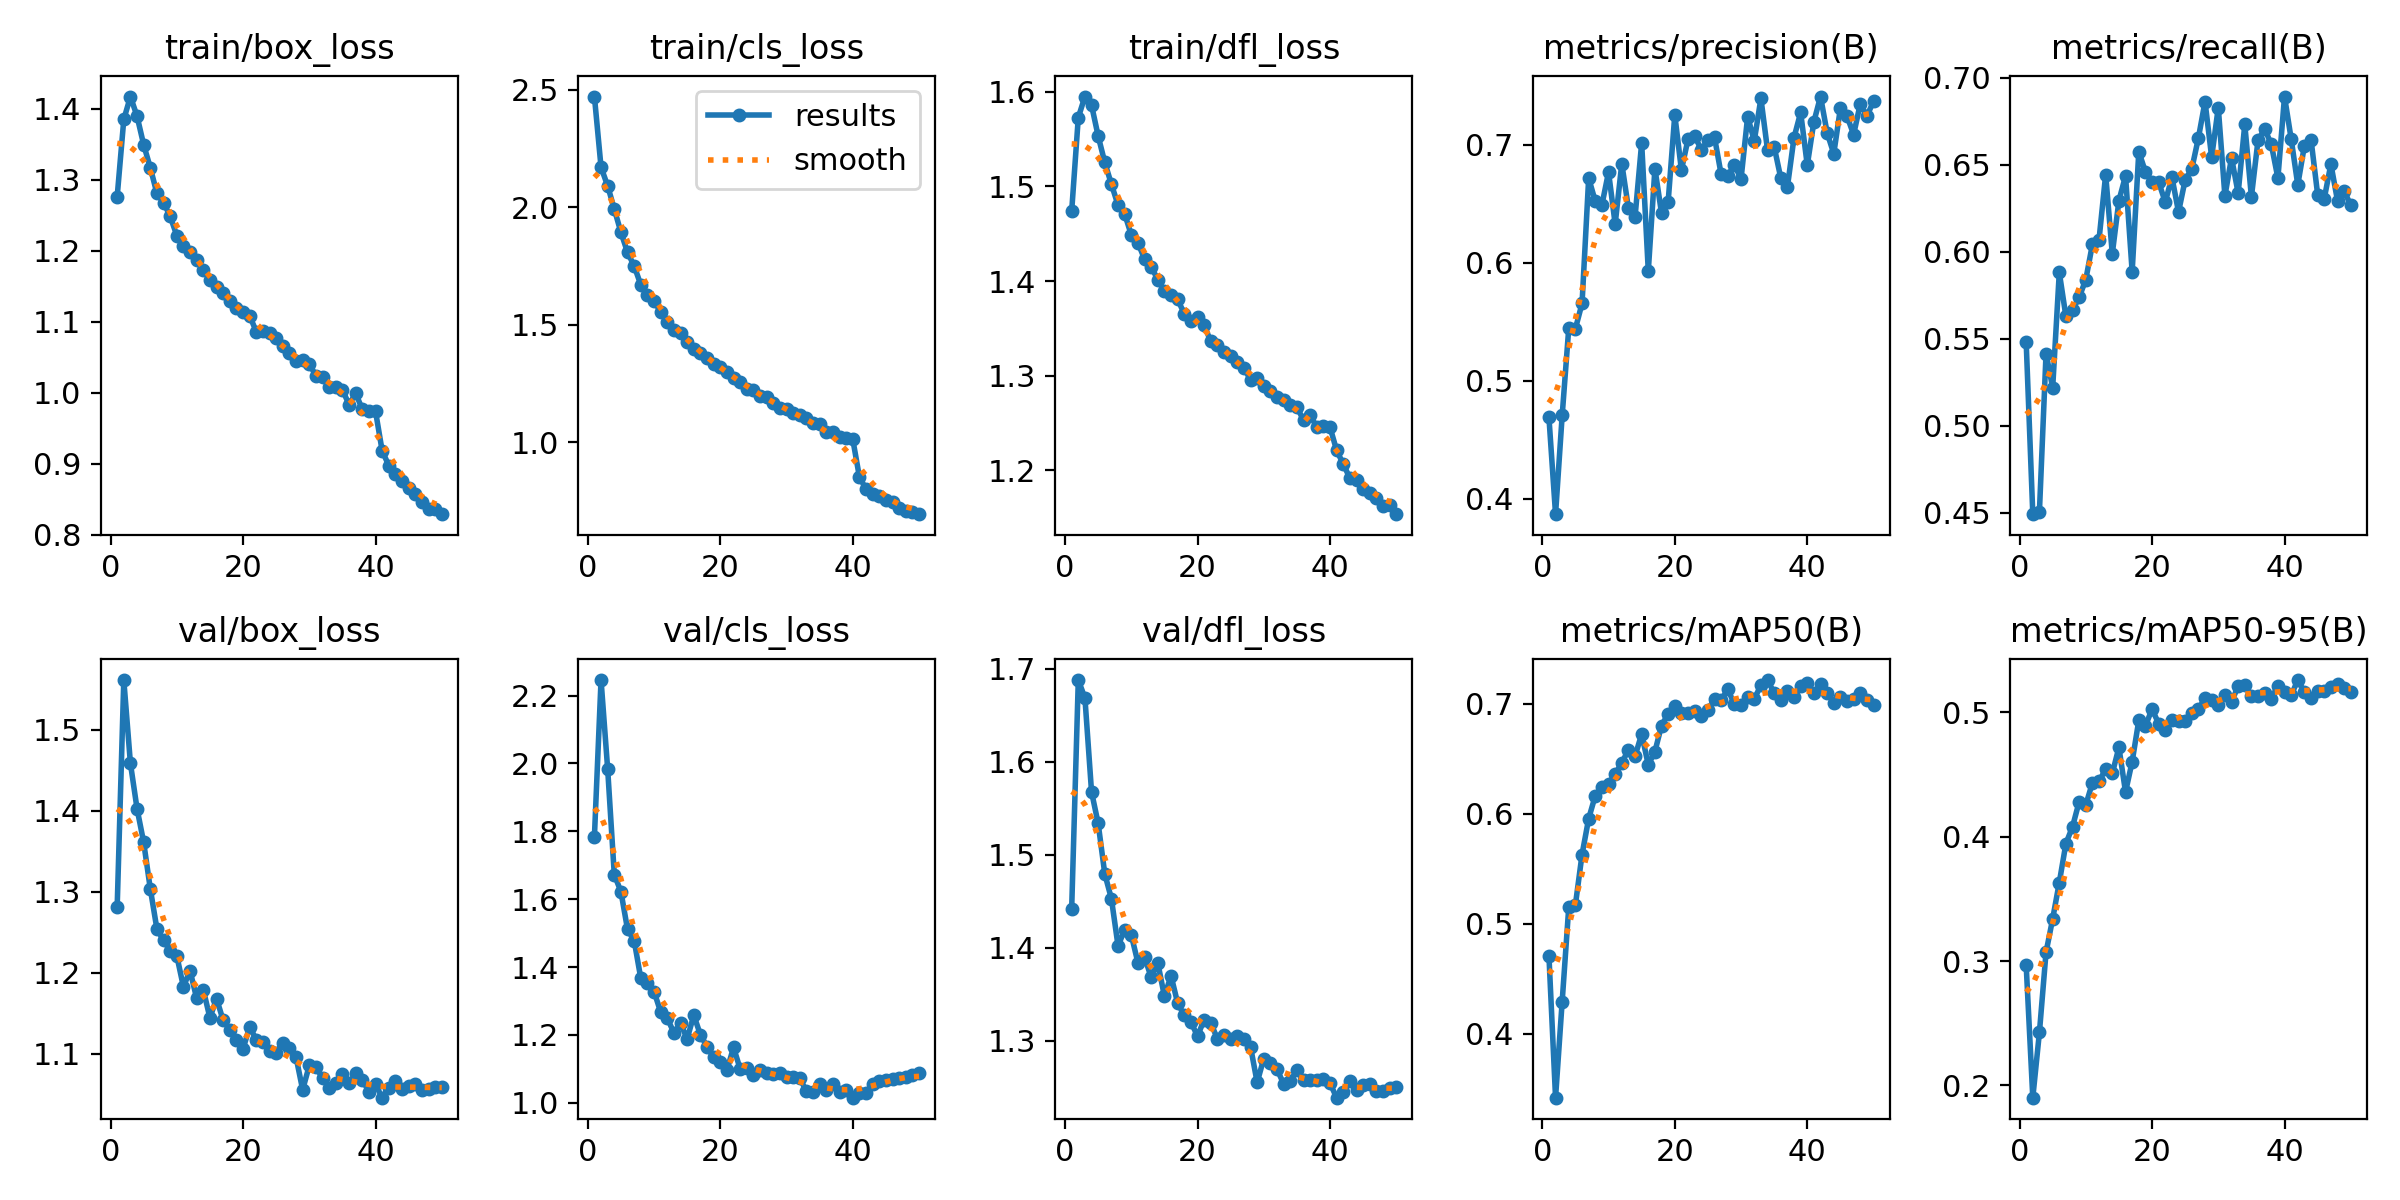 train/box_loss
1.4
1.3
1.2
1.1
1.0
0.9
0.8
0 20 40
train/cls_loss
2.5
2.0
1.5
1.0
results
smooth
0 20 40
train/dfl_loss
1.6
1.5
1.4
1.3
1.2
0 20 40
metrics/precision(B)
0.7
0.6
0.5
0.4
0 20 40
metrics/recall(B)
0.70
0.65
0.60
0.55
0.50
0.45
0 20 40
val/box_loss
1.5
1.4
1.3
1.2
1.1
0 20 40
val/cls_loss
2.2
2.0
1.8
1.6
1.4
1.2
1.0
0 20 40
val/dfl_loss
1.7
1.6
1.5
1.4
1.3
0 20 40
metrics/mAP50(B)
0.7
0.6
0.5
0.4
0 20 40
metrics/mAP50-95(B)
0.5
0.4
0.3
0.2
0 20 40